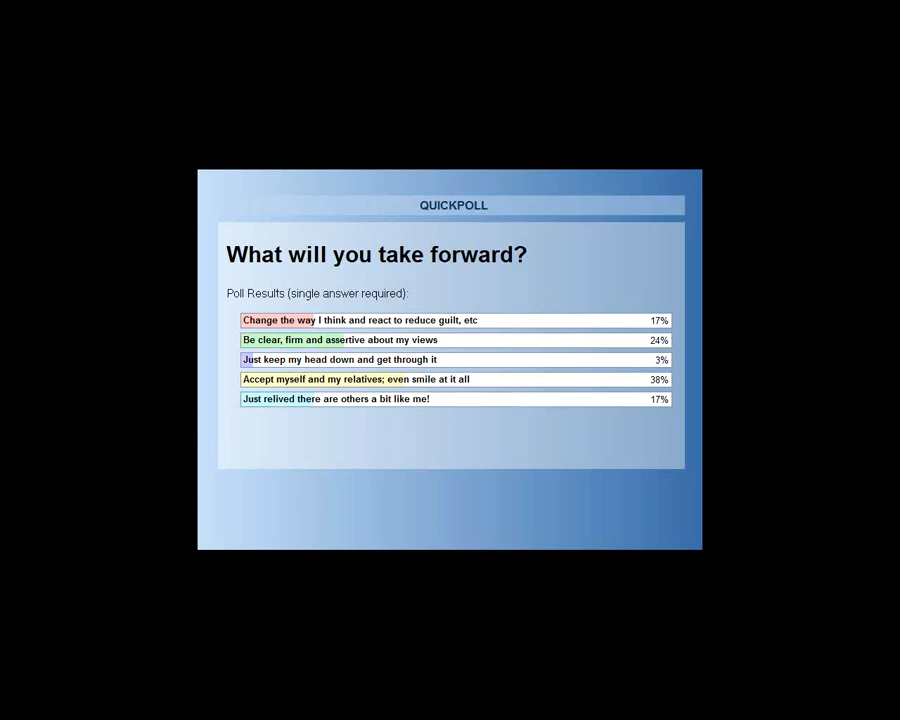 QUICKPOLL
What will you take forward?
Poll Results (single answer required):
Change the way I think and react to reduce guilt, etc 17%
Be clear, firm and assertive about my views 24%
Just keep my head down and get through it 3%
Accept myself and my relatives; even smile at it all 38%
Just relived there are others a bit like me! 17%